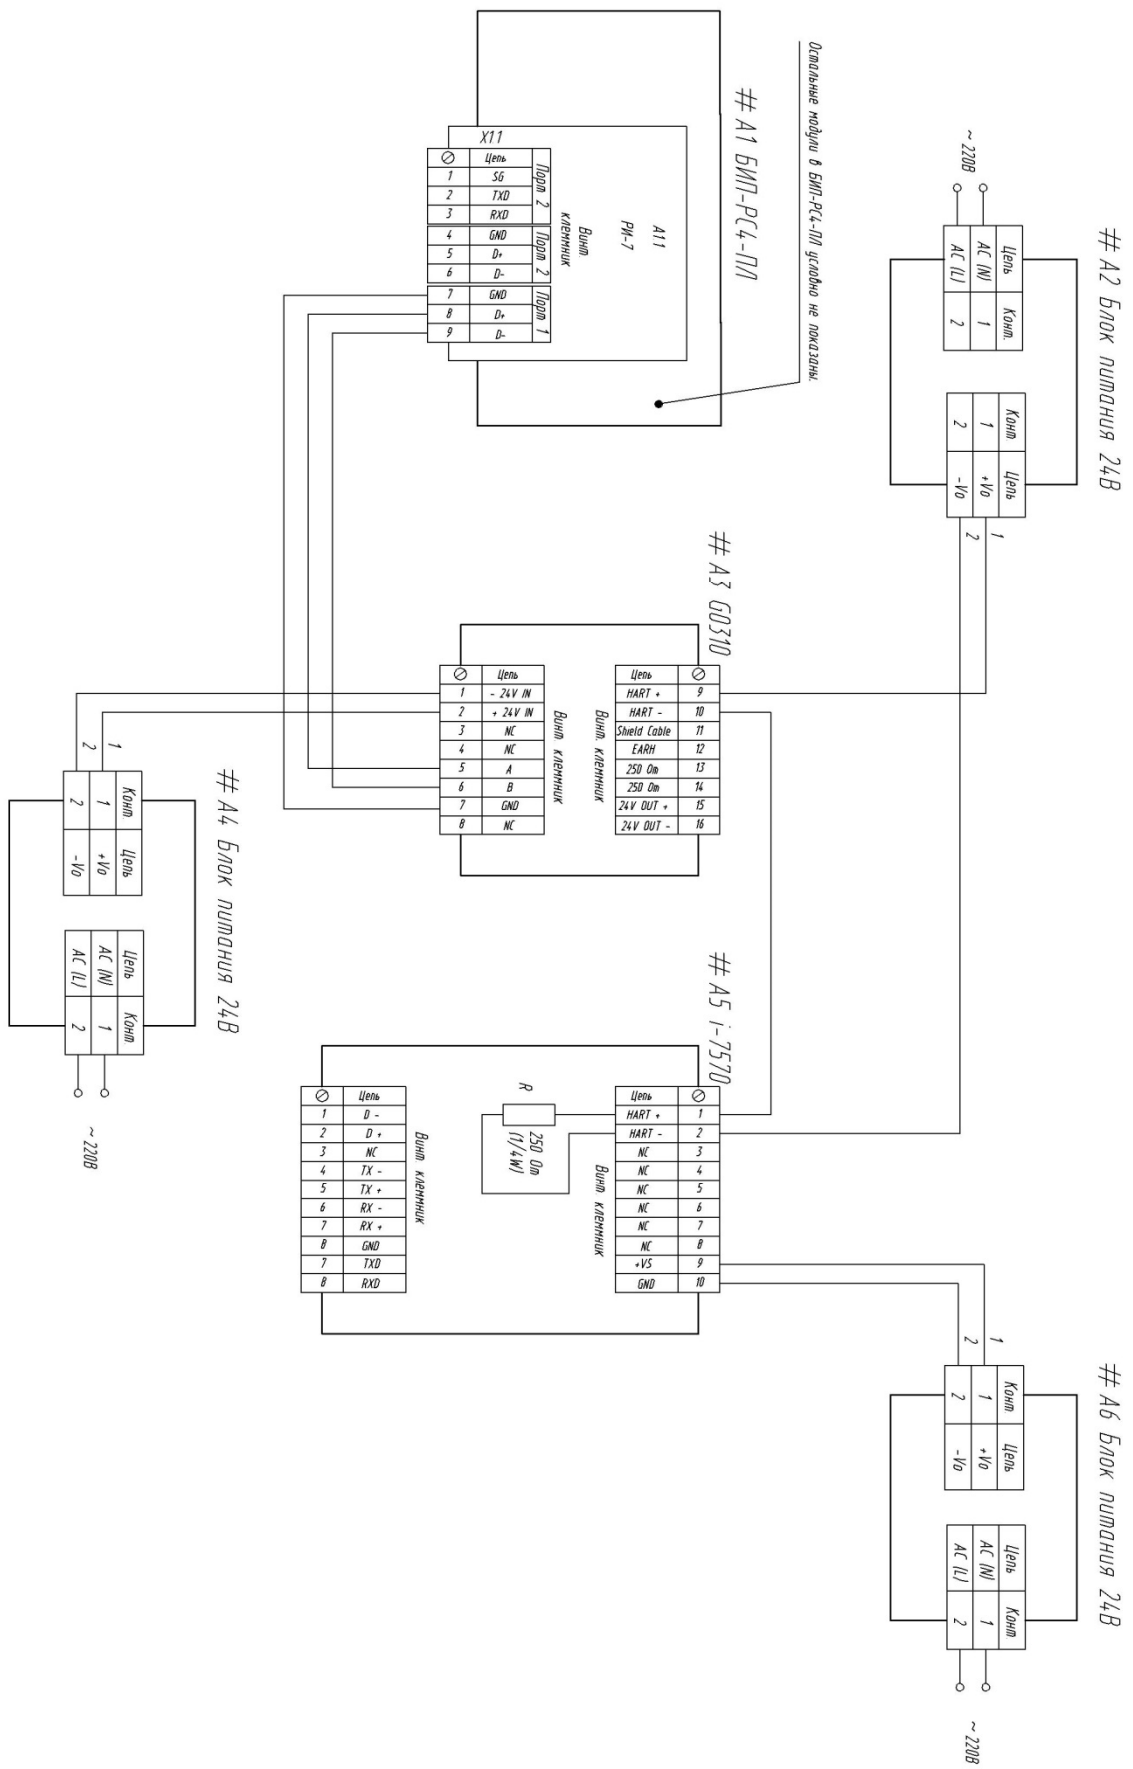 # A1 БИП-РС4-ПЛ
Остальные модули в БИП-РС4-ПЛ условно не показаны.
A1.1
РИ-7
Винт
клеммник
X11
Цепь
1 SG
2 TXD
3 RXD
Порт 2
4 GND
5 D+
6 D-
Порт 2
7 GND
8 D+
9 D-
Порт 1
# A2 Блок питания 24В
~ 220В
Цепь Конт.
AC (N) 1
AC (L) 2
Конт Цепь
1 +Vo
2 -Vo
1
2
# A3 G0310
Цепь
1 - 24V IN
2 + 24V IN
3 NC
4 NC
5 A
6 B
7 GND
8 NC
Винт клеммник
Винт. клеммник
Цепь
HART + 9
HART - 10
Shield Cable 11
EARH 12
250 Om 13
250 Om 14
24V OUT + 15
24V OUT - 16
# A4 Блок питания 24В
1
2
Конт Цепь
1 +Vo
2 -Vo
Цепь Конт
AC (N) 1
AC (L) 2
~ 220В
# A5 i-7570
Цепь
1 D -
2 D +
3 NC
4 TX -
5 TX +
6 RX -
7 RX +
8 GND
7 TXD
8 RXD
Винт клеммник
R
250 Om
(1/4W)
Винт клеммник
Цепь
HART + 1
HART - 2
NC 3
NC 4
NC 5
NC 6
NC 7
NC 8
+VS 9
GND 10
# A6 Блок питания 24В
1
2
Конт Цепь
1 +Vo
2 -Vo
Цепь Конт
AC (N) 1
AC (L) 2
~ 220В